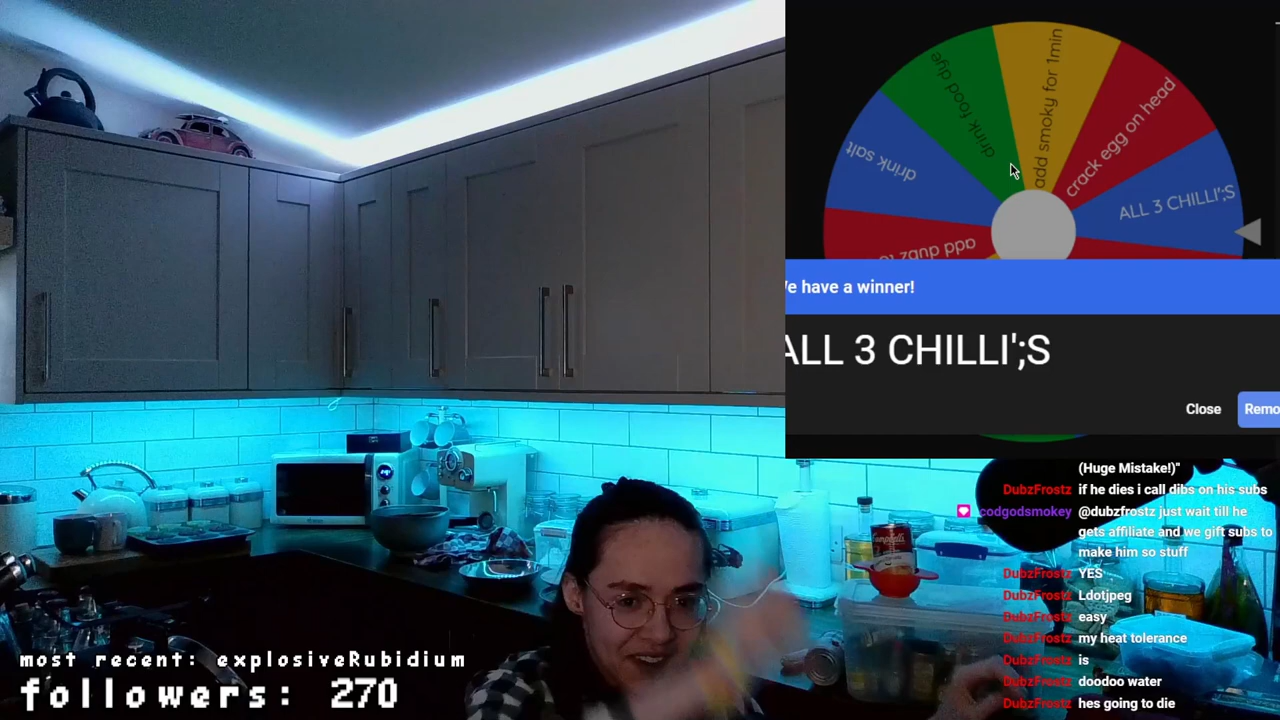 drink food dye
add smoky for 1min
crack egg on head
drink salt
ALL 3 CHILLI';S
add dubz
We have a winner!
ALL 3 CHILLI';S
Close
(Huge Mistake!)"
DubzFrostz if he dies i call dibs on his subs
codgodsmokey @dubzfrostz just wait till he
gets affiliate and we gift subs to
make him so stuff
DubzFrostz YES
DubzFrostz Ldotjpeg
DubzFrostz easy
DubzFrostz my heat tolerance
DubzFrostz is
DubzFrostz doodoo water
DubzFrostz hes going to die
Campbell's
most recent: explosiveRubidium
followers: 270